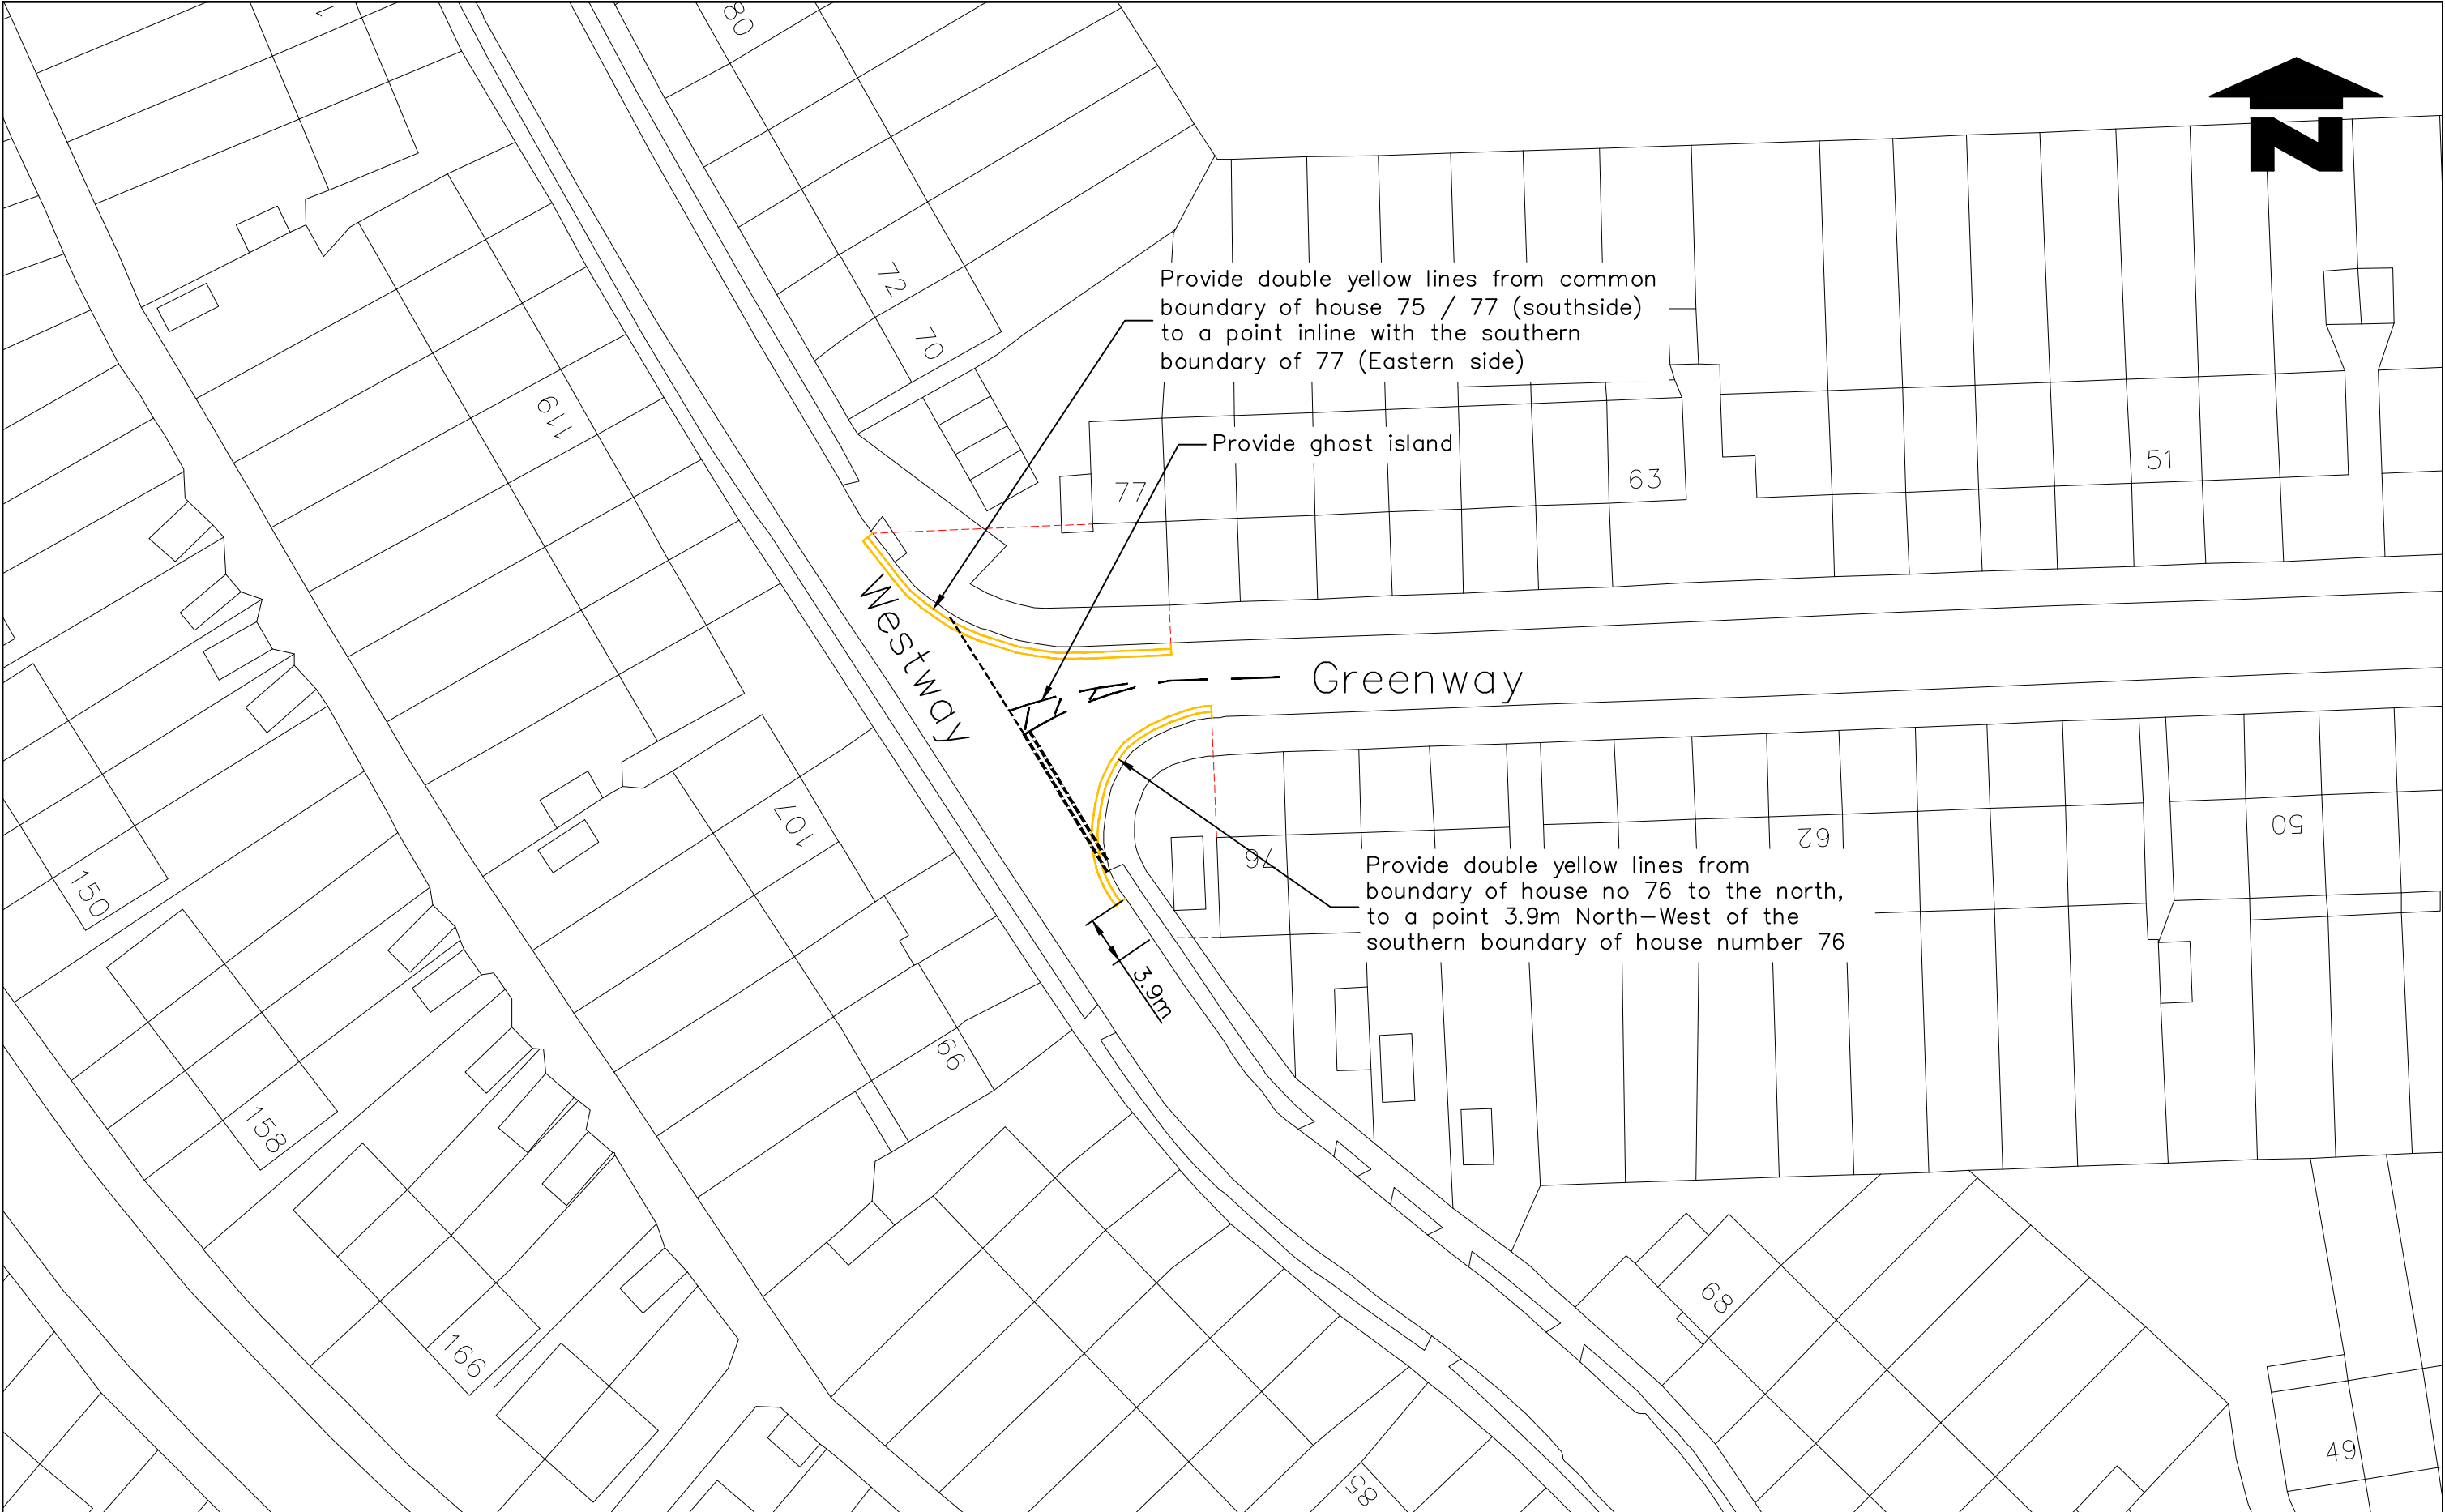 80
N
72
Provide double yellow lines from common
boundary of house 75 / 77 (southside)
to a point inline with the southern
boundary of 77 (Eastern side)
70
119
Provide ghost island
77
63
51
Westway
Greenway
107
76
62
50
Provide double yellow lines from
boundary of house no 76 to the north,
to a point 3.9m North-West of the
southern boundary of house number 76
150
3.9m
99
158
68
166
49
58